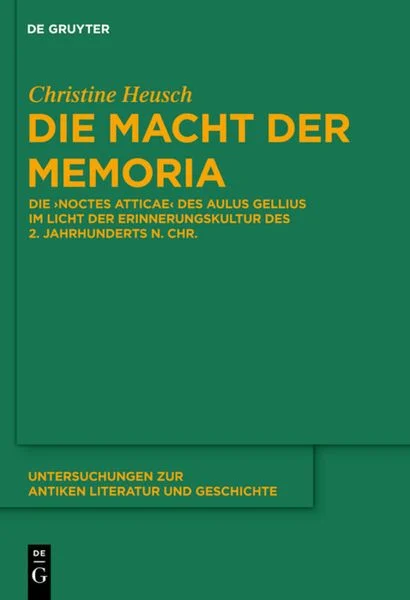 DE GRUYTER
Christine Heusch
DIE MACHT DER
MEMORIA
DIE ›NOCTES ATTICAE‹ DES AULUS GELLIUS
IM LICHT DER ERINNERUNGSKULTUR DES
2. JAHRHUNDERTS N. CHR.
UNTERSUCHUNGEN ZUR
ANTIKEN LITERATUR UND GESCHICHTE
DE
G